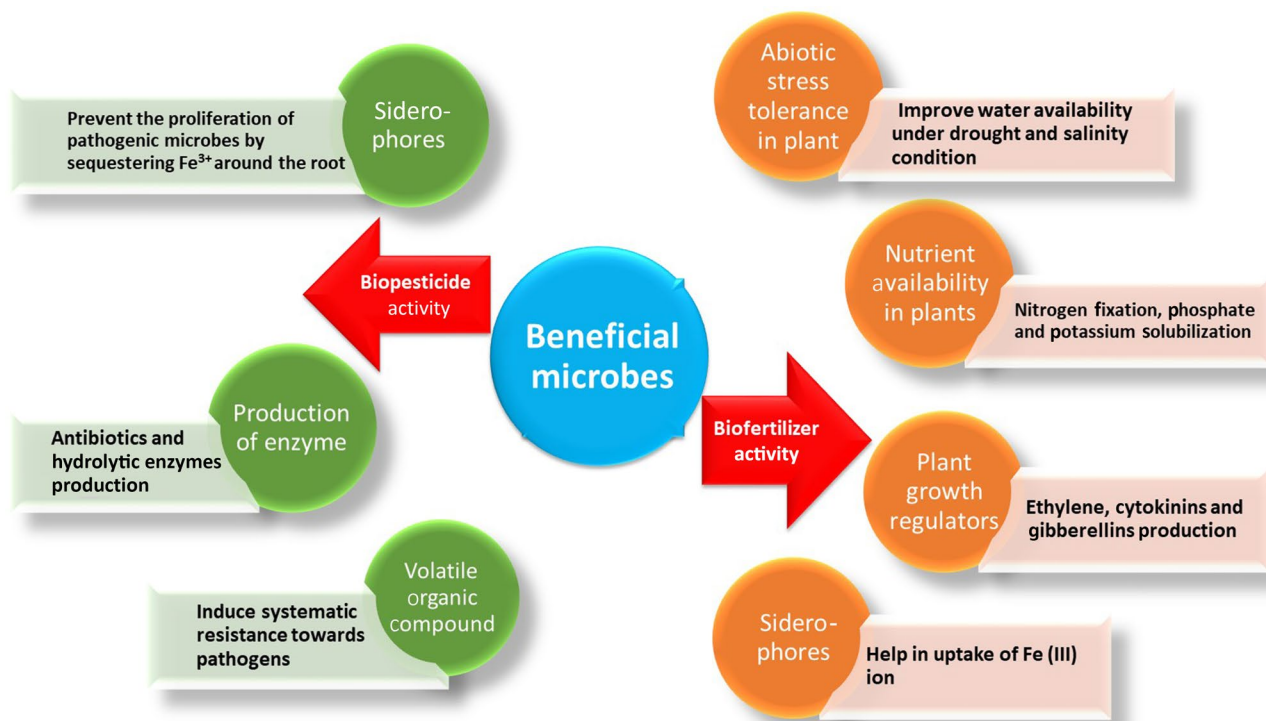 Sidero-
phores
Prevent the proliferation of
pathogenic microbes by
sequestering Fe³⁺ around the root
Biopesticide
activity
Production
of enzyme
Antibiotics and
hydrolytic enzymes
production
Volatile
organic
compound
Induce systematic
resistance towards
pathogens
Beneficial
microbes
Biofertilizer
activity
Abiotic
stress
tolerance
in plant
Improve water availability
under drought and salinity
condition
Nutrient
availability
in plants
Nitrogen fixation, phosphate
and potassium solubilization
Plant
growth
regulators
Ethylene, cytokinins and
gibberellins production
Sidero-
phores
Help in uptake of Fe (III)
ion